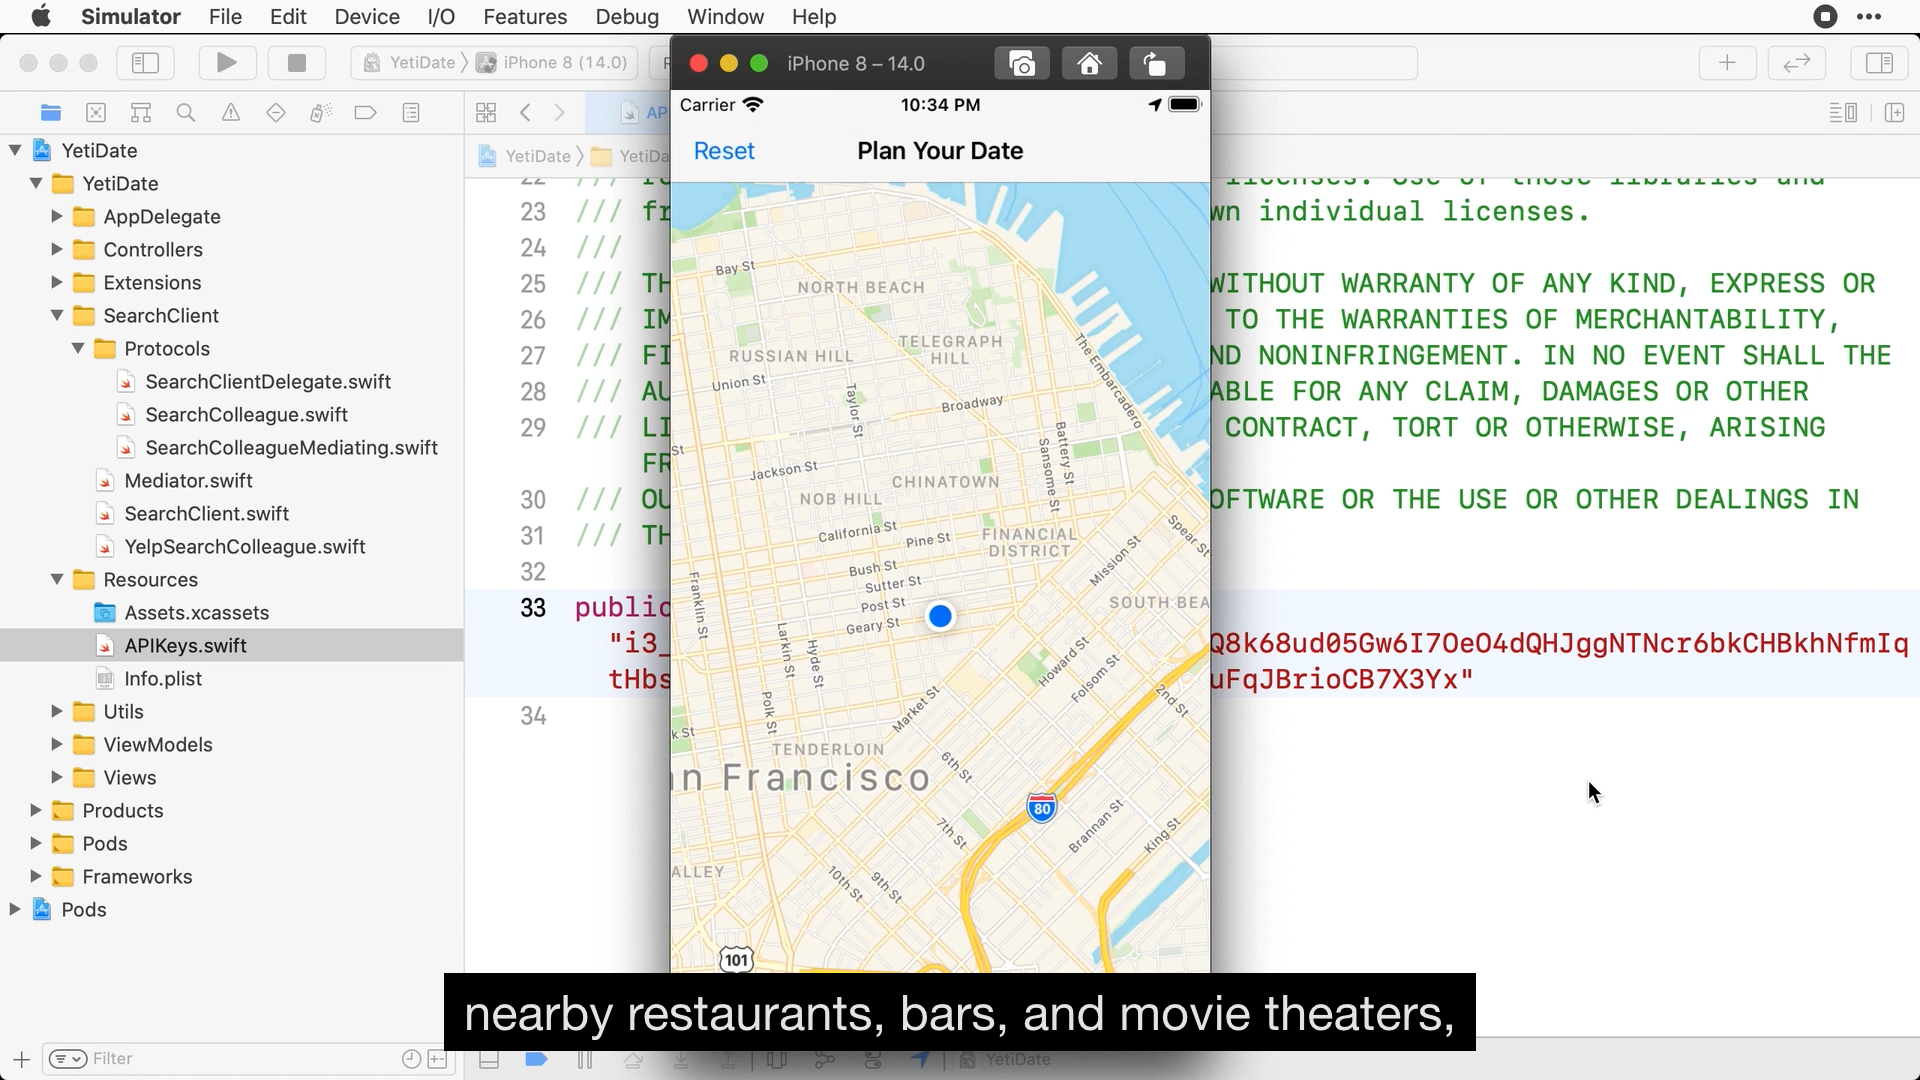 Simulator File Edit Device I/O Features Debug Window Help
YetiDate iPhone 8 (14.0)
iPhone 8 – 14.0
Carrier 10:34 PM
Reset Plan Your Date
YetiDate
YetiDate
AppDelegate
Controllers
Extensions
SearchClient
Protocols
SearchClientDelegate.swift
SearchColleague.swift
SearchColleagueMediating.swift
Mediator.swift
SearchClient.swift
YelpSearchColleague.swift
Resources
Assets.xcassets
APIKeys.swift
Info.plist
Utils
ViewModels
Views
Products
Pods
Frameworks
Pods
Filter
AP
YetiDate YetiDa
22 /// licenses. Use of those libraries and
23 /// fr wn individual licenses.
24 ///
25 /// TH WITHOUT WARRANTY OF ANY KIND, EXPRESS OR
26 /// IM TO THE WARRANTIES OF MERCHANTABILITY,
27 /// FI ND NONINFRINGEMENT. IN NO EVENT SHALL THE
28 /// AU ABLE FOR ANY CLAIM, DAMAGES OR OTHER
29 /// LI CONTRACT, TORT OR OTHERWISE, ARISING
FR
30 /// OU OFTWARE OR THE USE OR OTHER DEALINGS IN
31 /// TH
32
33 public
"i3_ Q8k68ud05Gw6I7OeO4dQHJggNTNcr6bkCHBkhNfmIq
tHbs uFqJBrioCB7X3Yx"
34
Bay St
NORTH BEACH
TELEGRAPH
HILL
RUSSIAN HILL
The Embarcadero
Union St
Taylor St
Broadway
Battery St
Sansome St
St
Jackson St
CHINATOWN
NOB HILL
California St
Pine St
FINANCIAL
DISTRICT
Spear St
Mission St
Bush St
Sutter St
Post St
Geary St
SOUTH BEA
Franklin St
Larkin St
Hyde St
Howard St
Folsom St
2nd St
Polk St
Market St
k St
TENDERLOIN
6th St
an Francisco
80
7th St
Brannan St
King St
ALLEY
10th St
9th St
101
nearby restaurants, bars, and movie theaters,
YetiDate